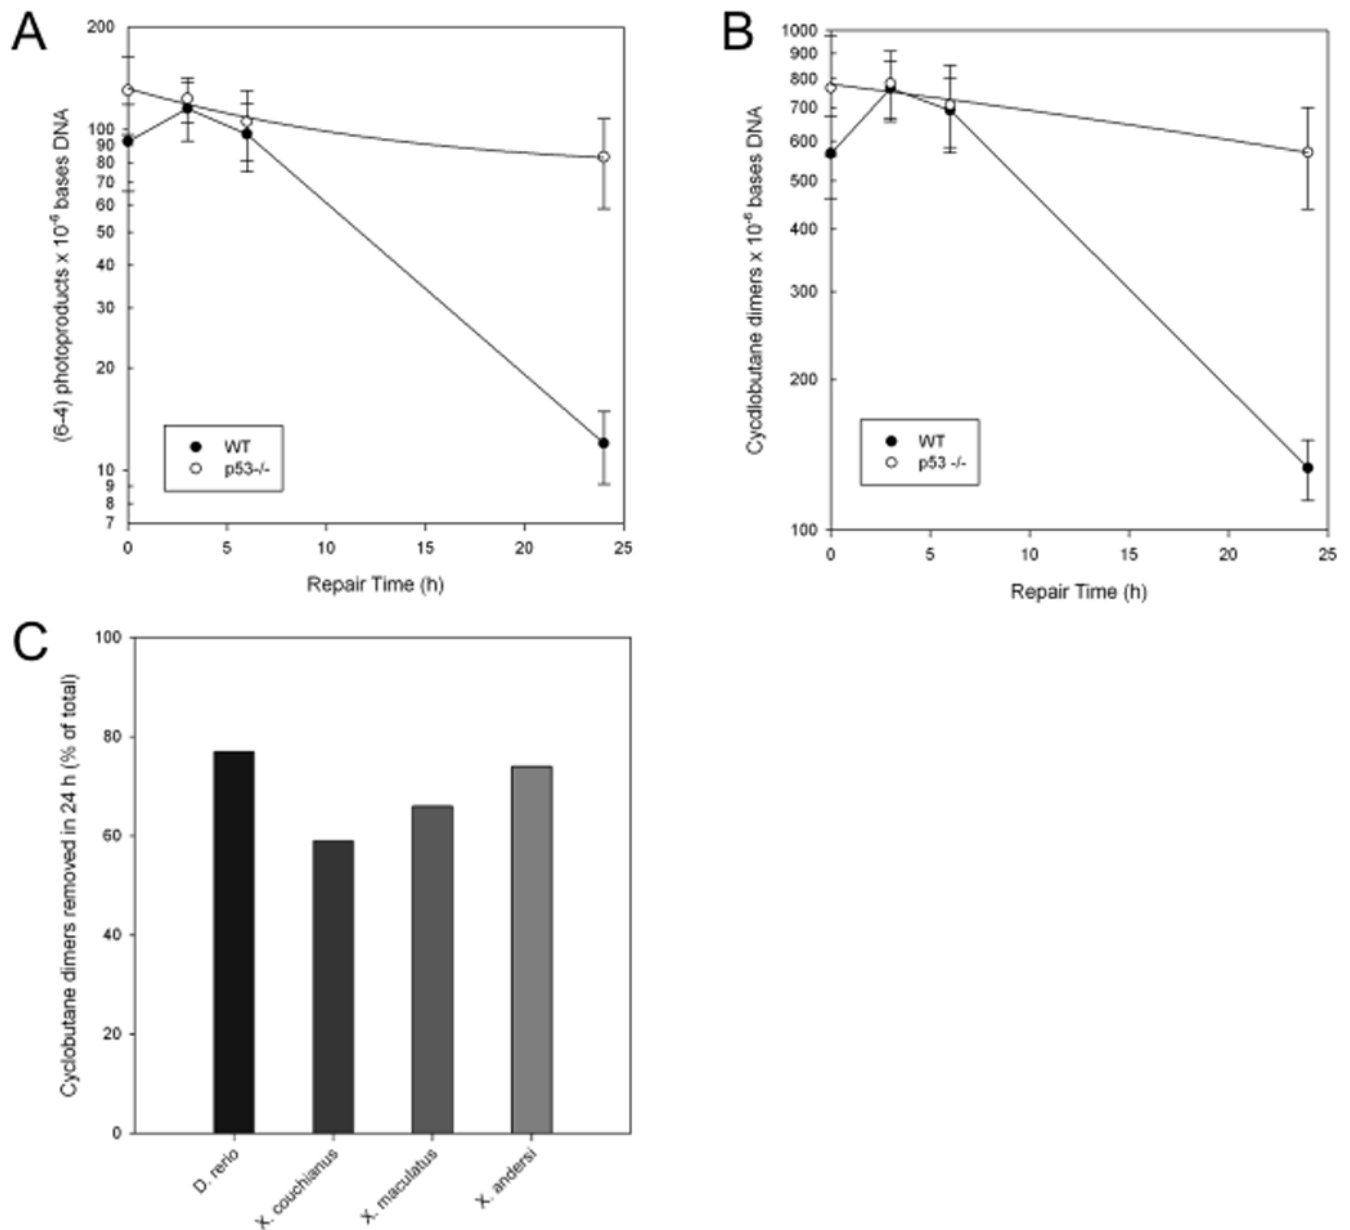 A
200
100
90
80
70
60
50
40
30
20
10
9
8
7
(6-4) photoproducts x 10-6 bases DNA
WT
p53-/-
0 5 10 15 20 25
Repair Time (h)
B
1000
900
800
700
600
500
400
300
200
100
Cycdlobutane dimers x 10-6 bases DNA
WT
p53 -/-
0 5 10 15 20 25
Repair Time (h)
C
100
80
60
40
20
0
Cyclobutane dimers removed in 24 h (% of total)
D. rerio
X. couchianus
X. maculatus
X. andersi